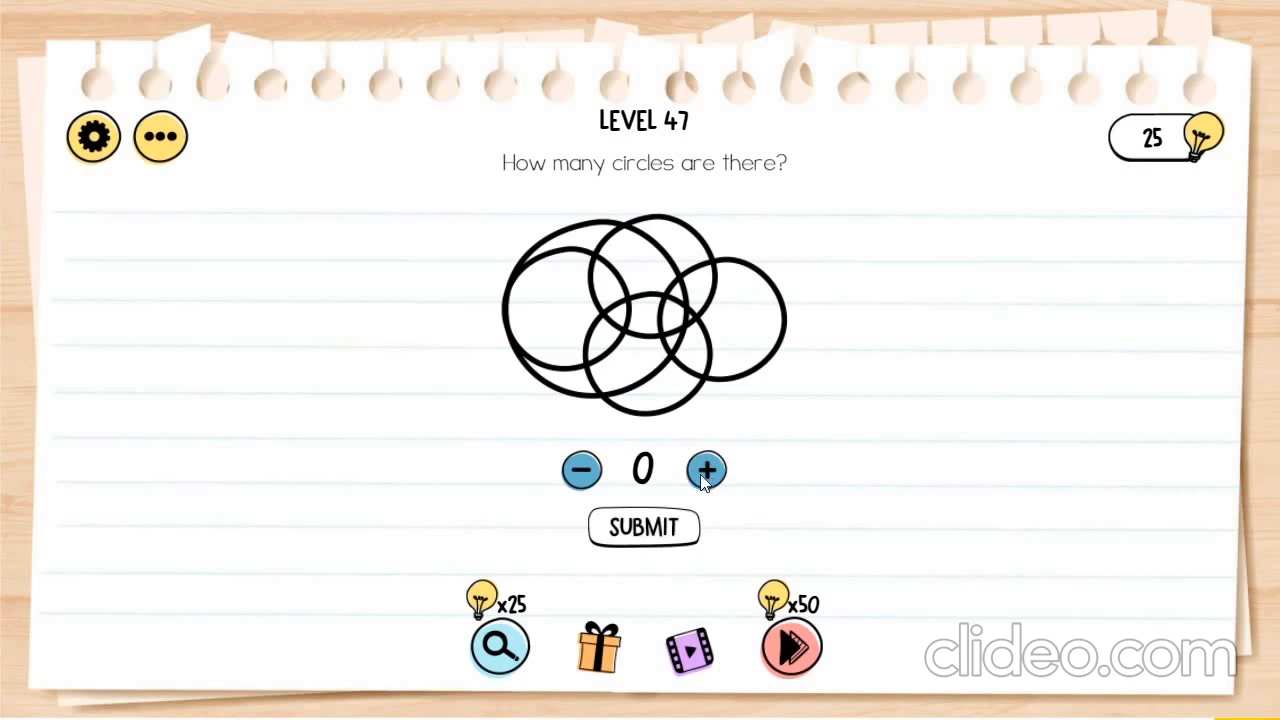 LEVEL 47
25
How many circles are there?
0
SUBMIT
x25
x50
clideo.com